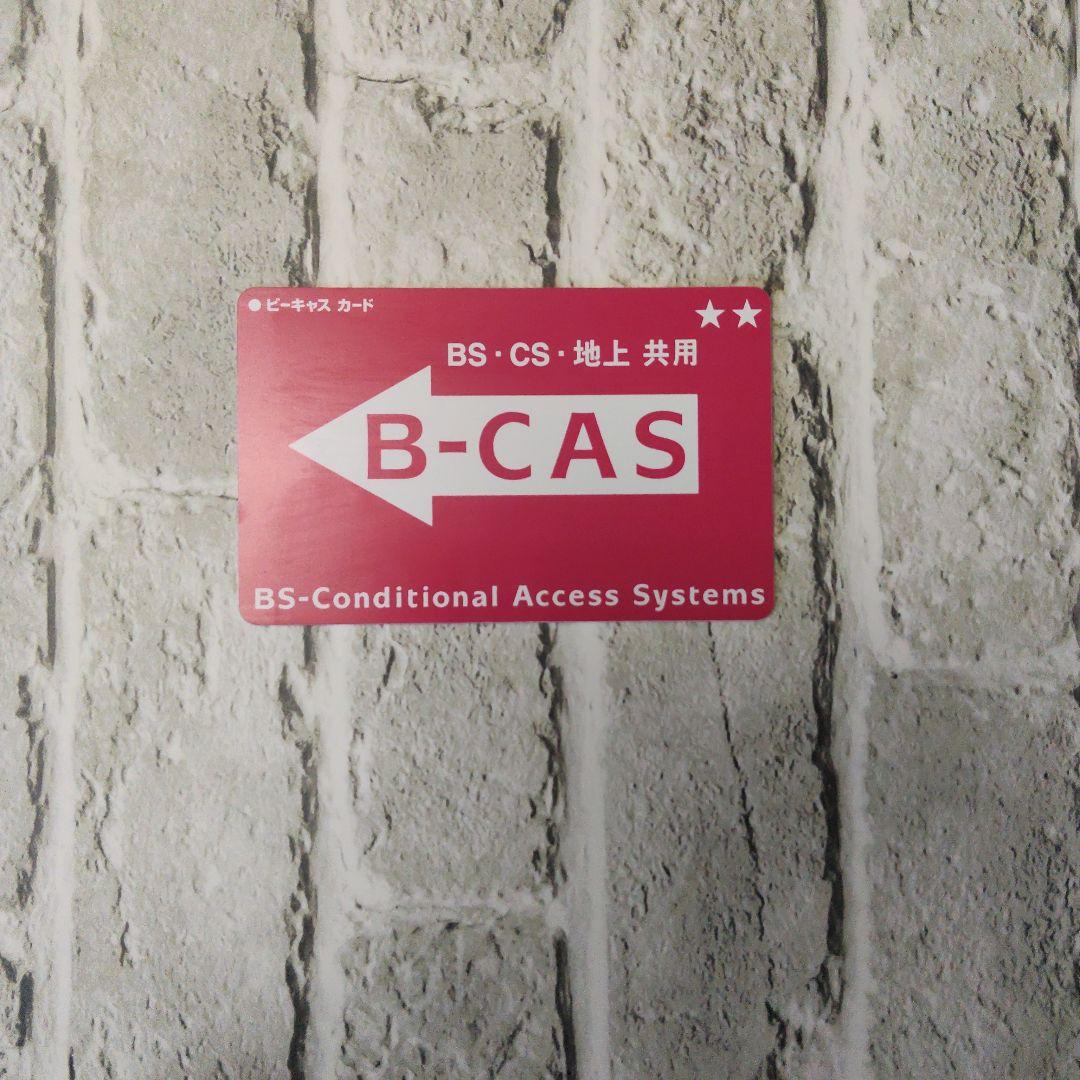 ● ビーキャス カード
★★
BS・CS・地上 共用
B-CAS
BS-Conditional Access Systems